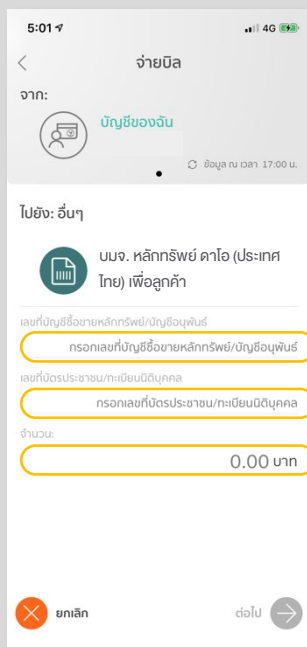 5:01
4G
จ่ายบิล
จาก:
บัญชีของฉัน
ข้อมูล ณ เวลา 17:00 น.
ไปยัง: อื่นๆ
บมจ. หลักทรัพย์ ดาโอ (ประเทศ
ไทย) เพื่อลูกค้า
เลขที่บัญชีซื้อขายหลักทรัพย์/บัญชีอนุพันธ์
กรอกเลขที่บัญชีซื้อขายหลักทรัพย์/บัญชีอนุพันธ์
เลขที่บัตรประชาชน/ทะเบียนนิติบุคคล
กรอกเลขที่บัตรประชาชน/ทะเบียนนิติบุคคล
จำนวน:
0.00 บาท
ยกเลิก
ต่อไป